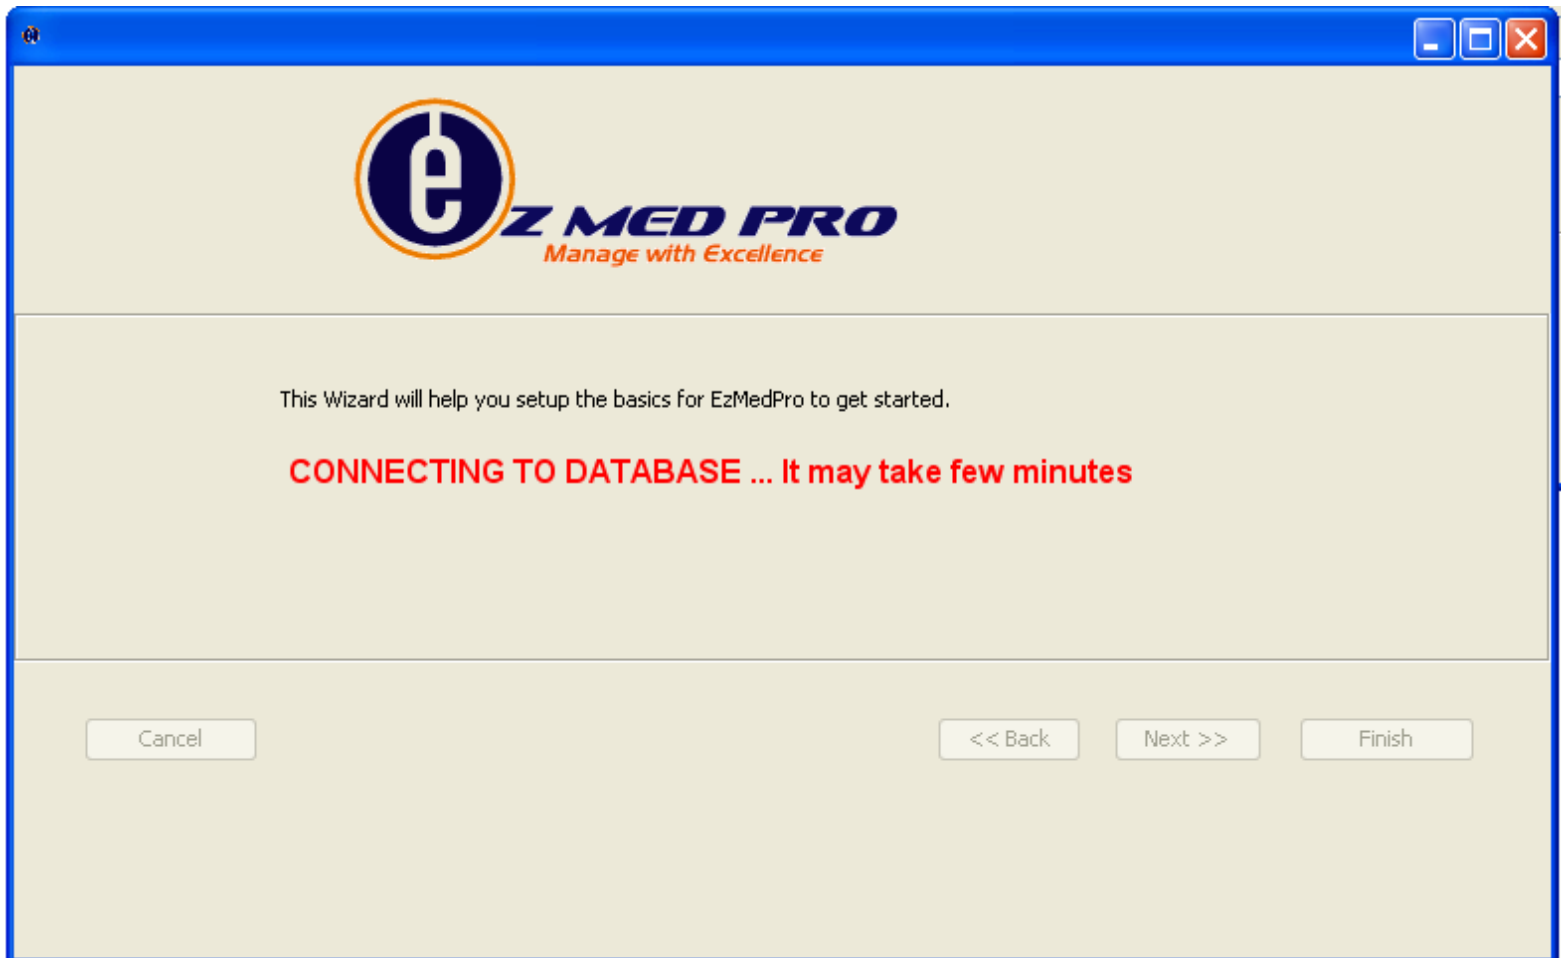 eZ MED PRO
Manage with Excellence
This Wizard will help you setup the basics for EzMedPro to get started.
CONNECTING TO DATABASE ... It may take few minutes
Cancel << Back Next >> Finish